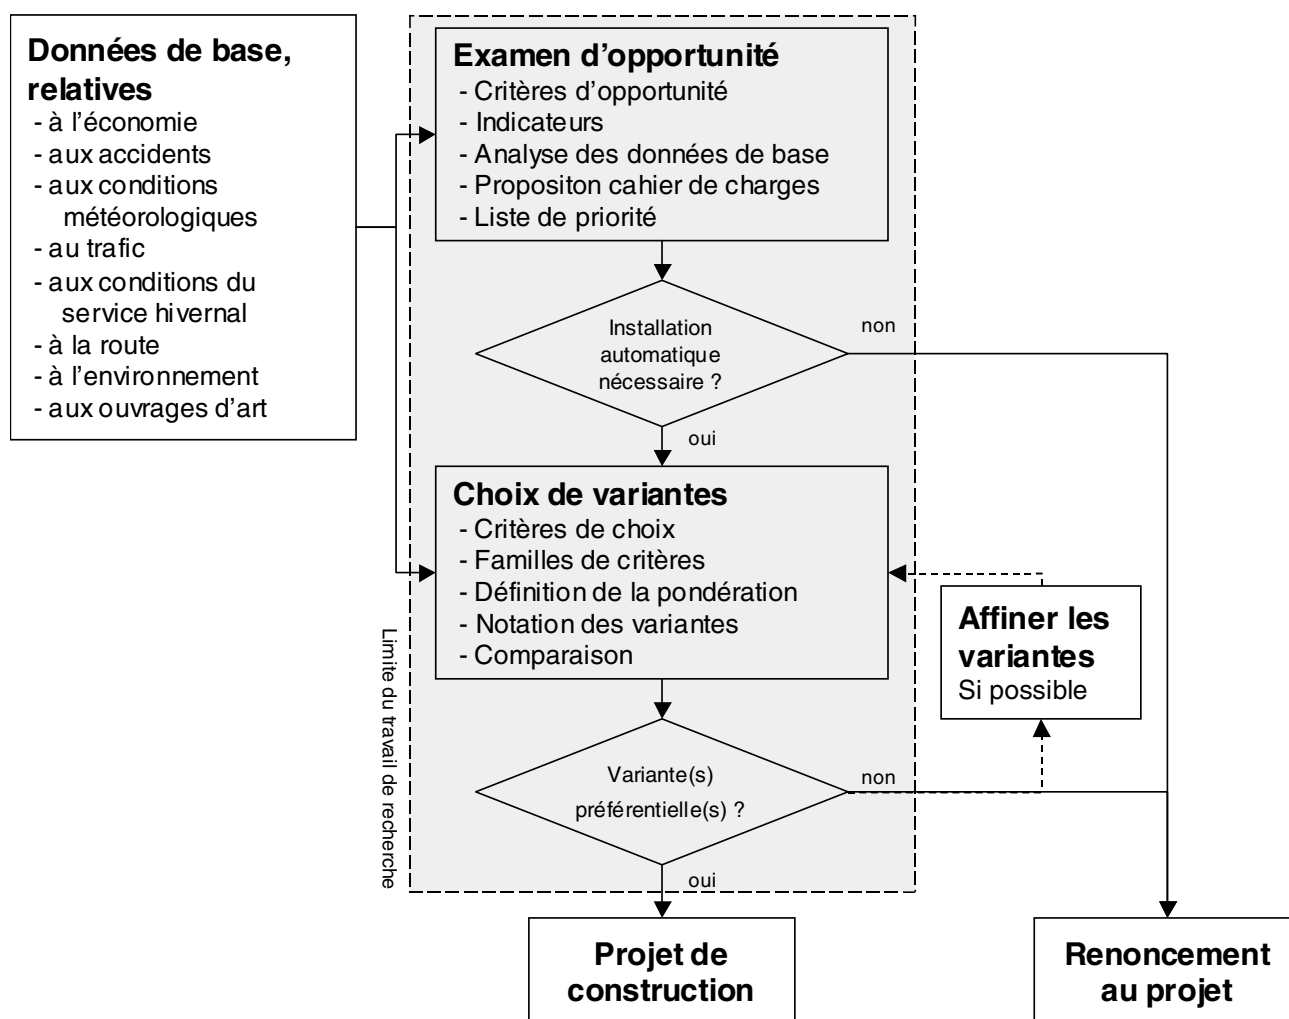 Données de base,
relatives
- à l'économie
- aux accidents
- aux conditions
météorologiques
- au trafic
- aux conditions du
service hivernal
- à la route
- à l'environnement
- aux ouvrages d'art
Examen d'opportunité
- Critères d'opportunité
- Indicateurs
- Analyse des données de base
- Propositon cahier de charges
- Liste de priorité
Installation
automatique
nécessaire ?
non
oui
Choix de variantes
- Critères de choix
- Familles de critères
- Définition de la pondération
- Notation des variantes
- Comparaison
Affiner les
variantes
Si possible
Limite du travail de recherche
Variante(s)
préférentielle(s) ?
non
oui
Projet de
construction
Renoncement
au projet